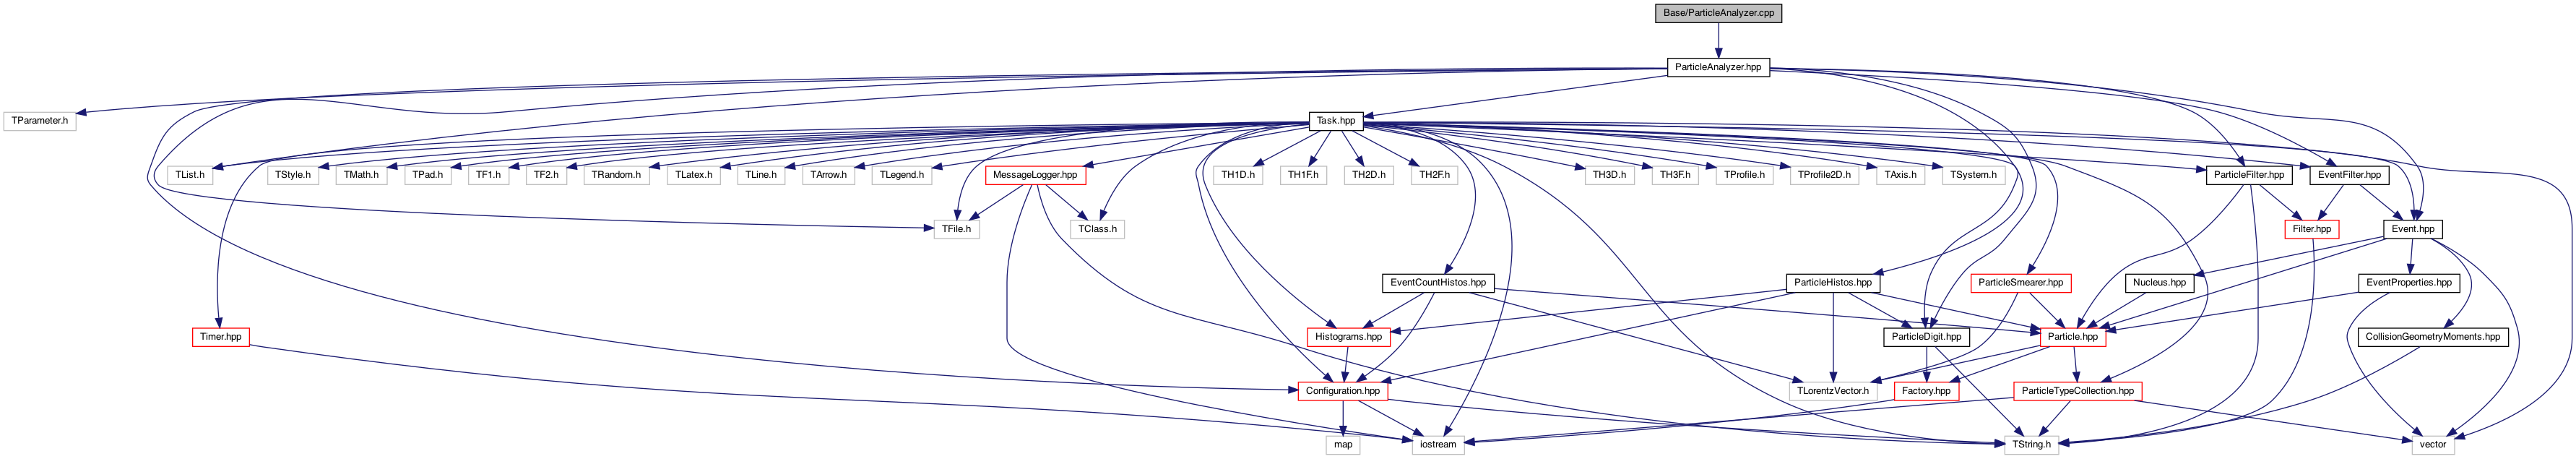 Base/ParticleAnalyzer.cpp
ParticleAnalyzer.hpp
TParameter.h
Task.hpp
TList.h
TStyle.h
TMath.h
TPad.h
TF1.h
TF2.h
TRandom.h
TLatex.h
TLine.h
TArrow.h
TLegend.h
MessageLogger.hpp
TH1D.h
TH1F.h
TH2D.h
TH2F.h
TH3D.h
TH3F.h
TProfile.h
TProfile2D.h
TAxis.h
TSystem.h
ParticleFilter.hpp
EventFilter.hpp
TFile.h
TClass.h
Filter.hpp
Event.hpp
EventCountHistos.hpp
ParticleHistos.hpp
ParticleSmearer.hpp
Nucleus.hpp
EventProperties.hpp
Timer.hpp
Histograms.hpp
ParticleDigit.hpp
Particle.hpp
CollisionGeometryMoments.hpp
Configuration.hpp
TLorentzVector.h
Factory.hpp
ParticleTypeCollection.hpp
map
iostream
TString.h
vector